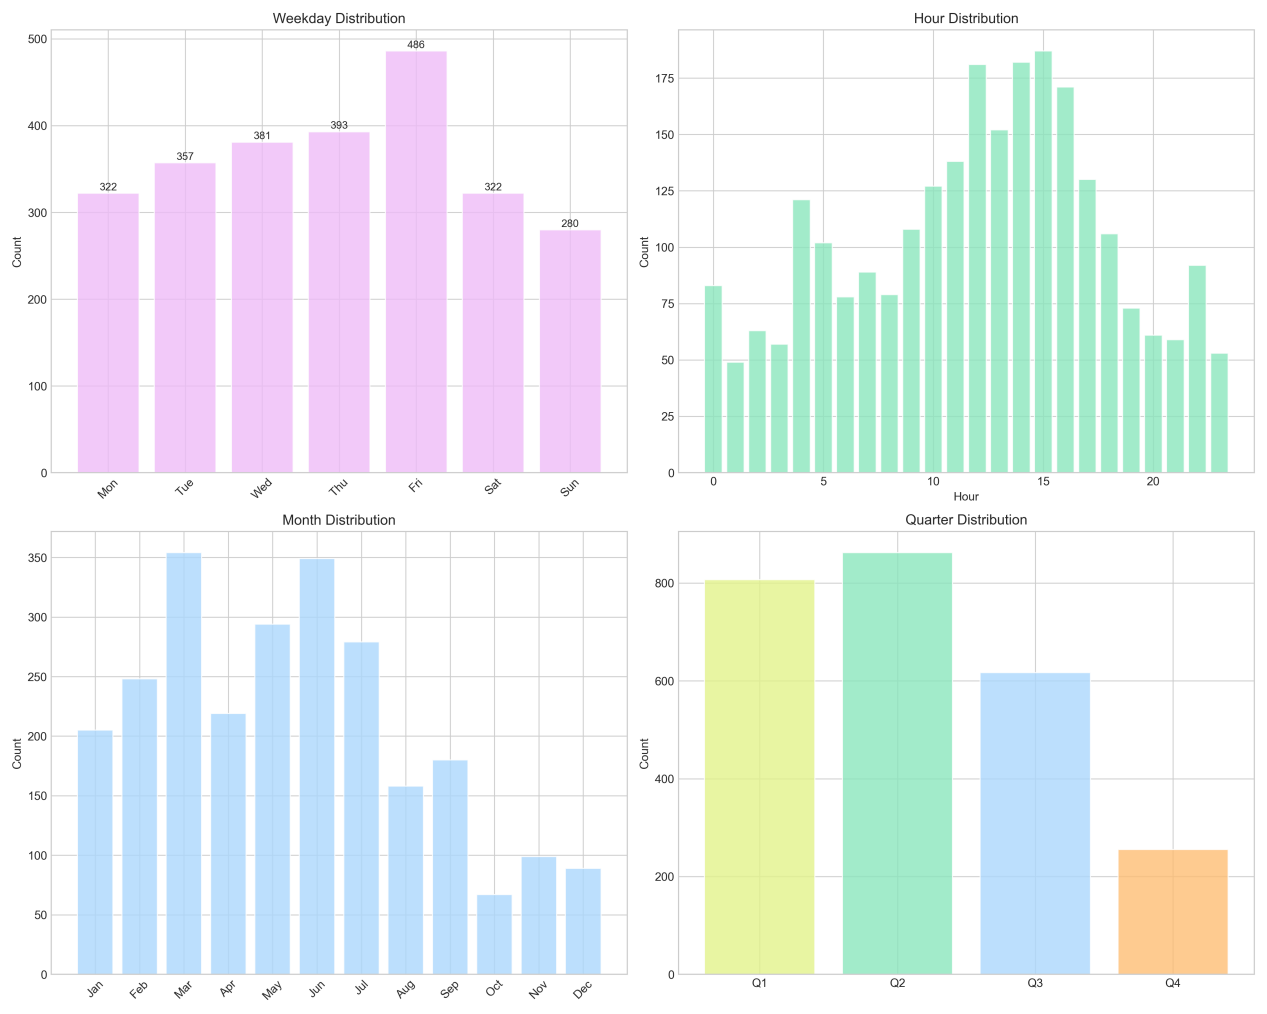 Weekday Distribution
500
400
300
200
100
0
Count
322
357
381
393
486
322
280
Mon
Tue
Wed
Thu
Fri
Sat
Sun
Hour Distribution
175
150
125
100
75
50
25
0
Count
0
5
10
15
20
Hour
Month Distribution
350
300
250
200
150
100
50
0
Count
Jan
Feb
Mar
Apr
May
Jun
Jul
Aug
Sep
Oct
Nov
Dec
Quarter Distribution
800
600
400
200
0
Count
Q1
Q2
Q3
Q4